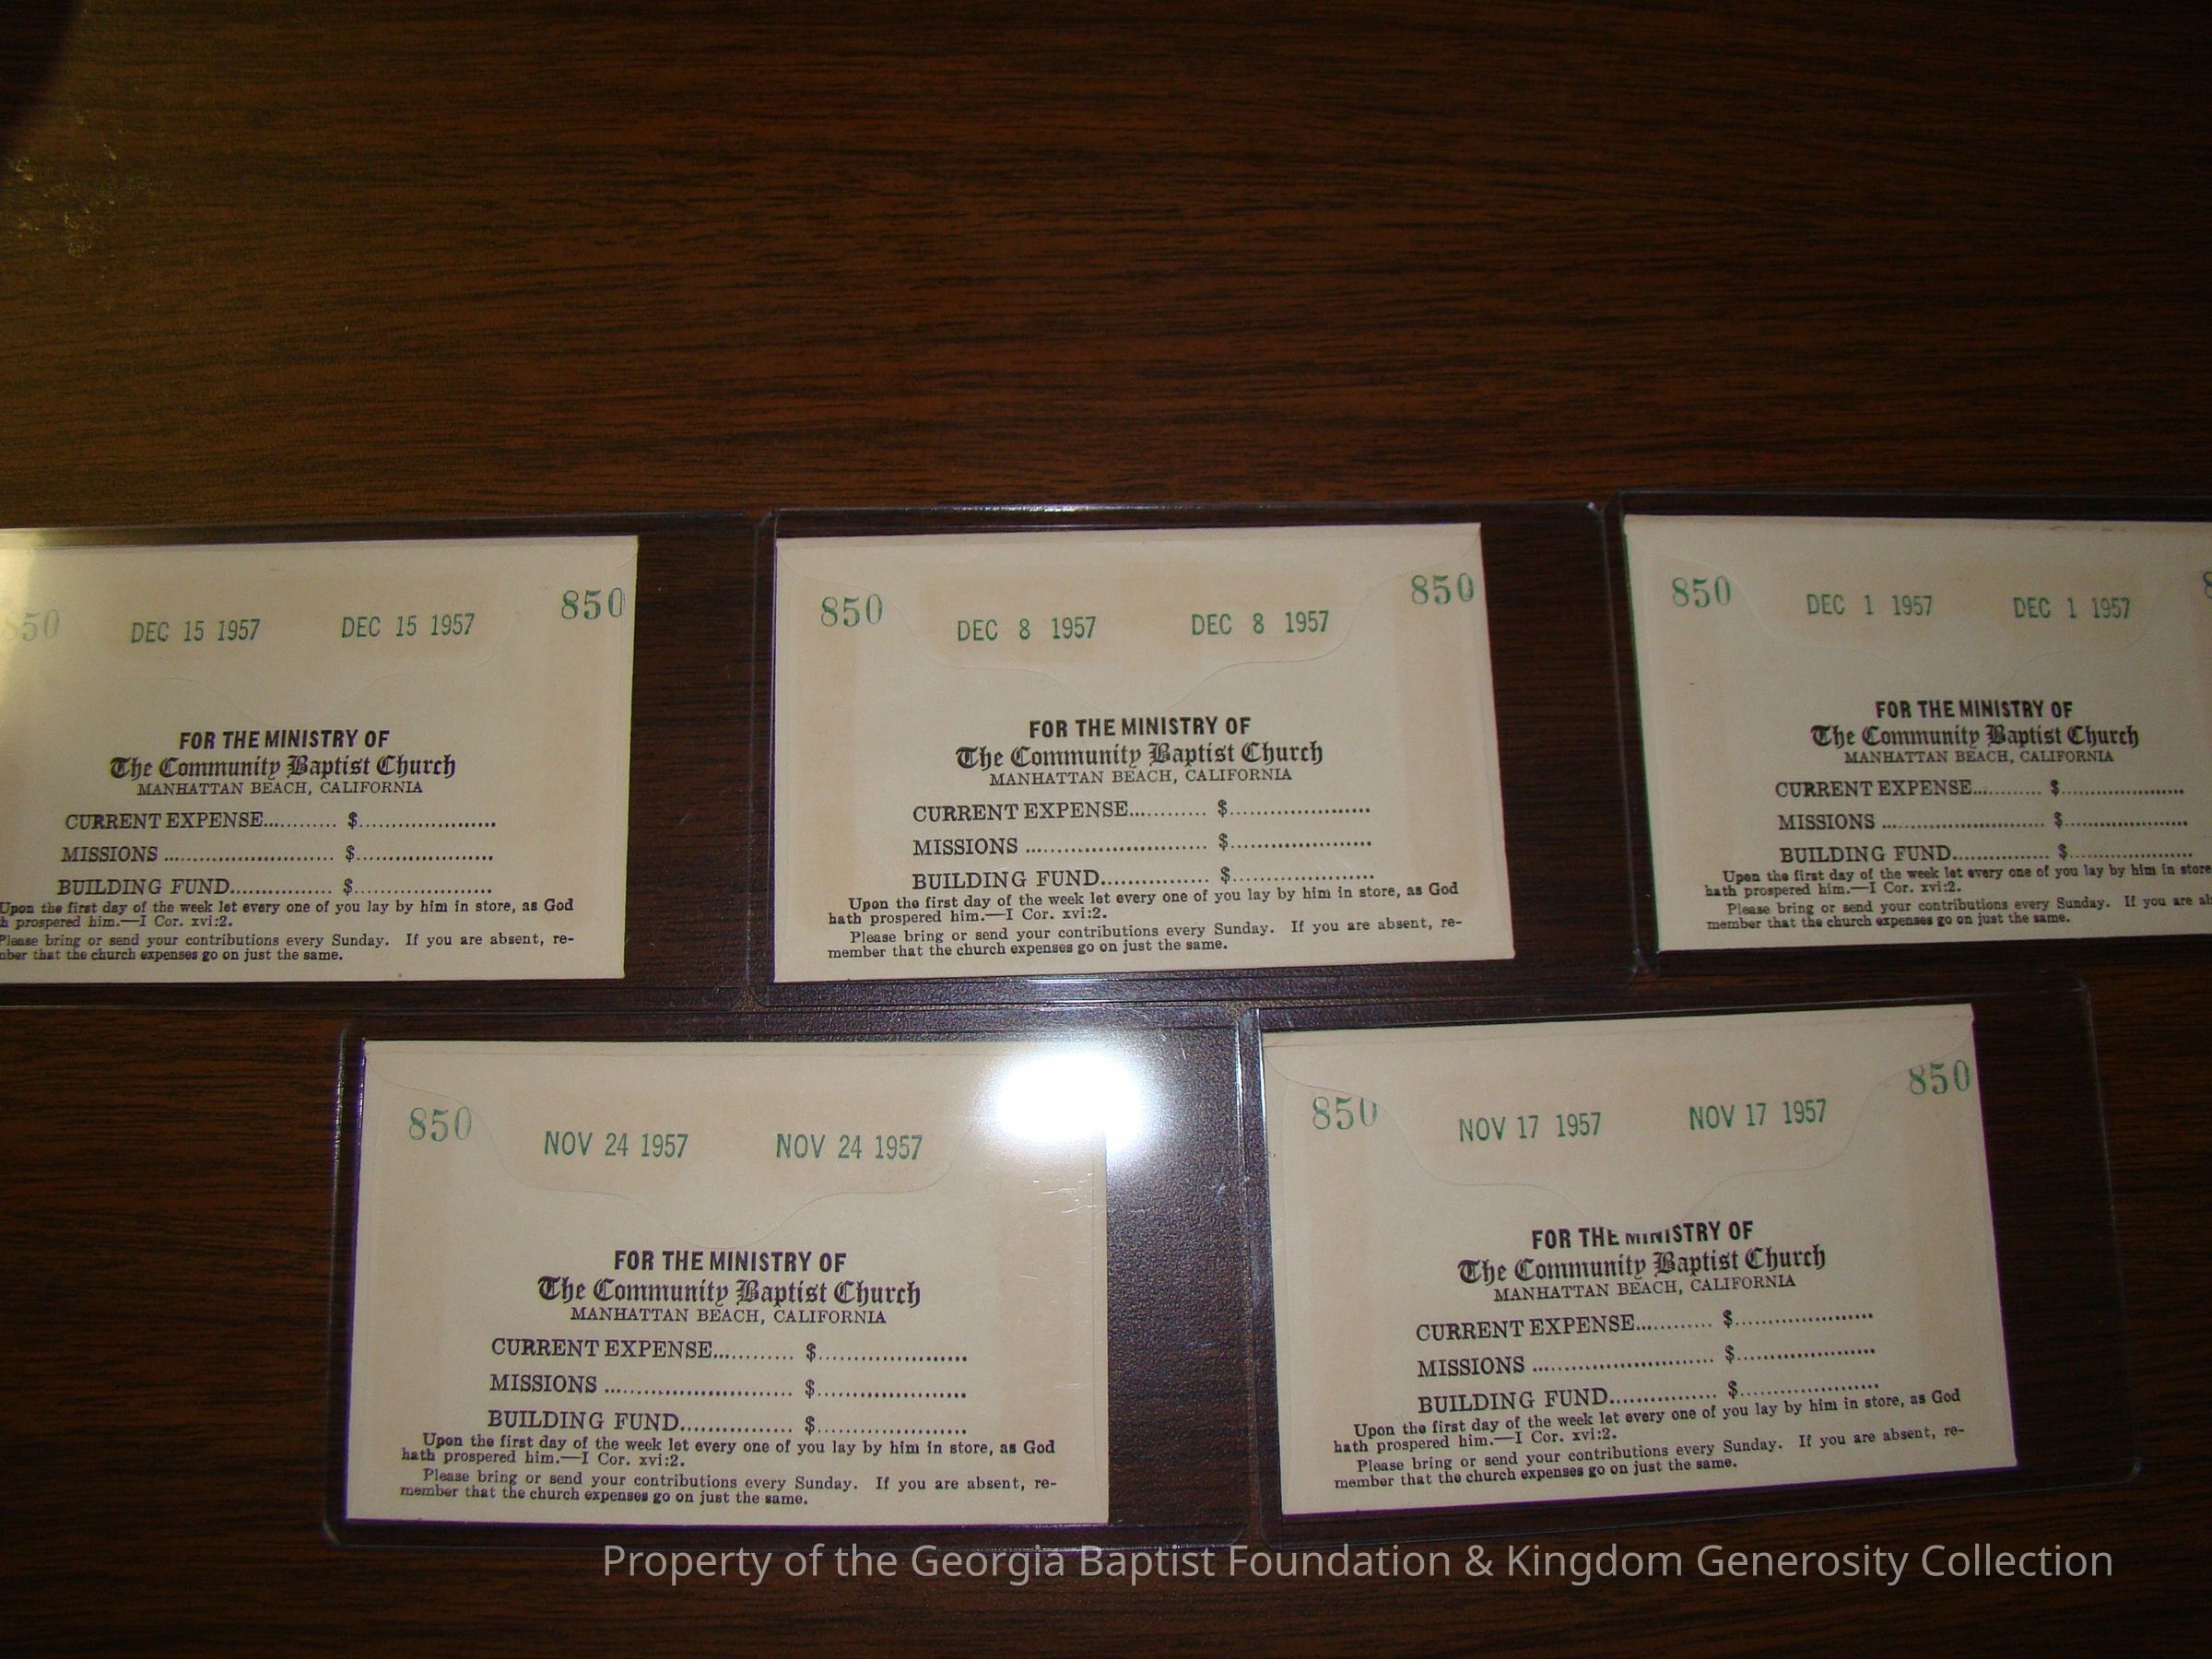 850 DEC 15 1957 DEC 15 1957 850
FOR THE MINISTRY OF
The Community Baptist Church
MANHATTAN BEACH, CALIFORNIA
CURRENT EXPENSE............ $......................
MISSIONS ........................... $......................
BUILDING FUND................ $......................
Upon the first day of the week let every one of you lay by him in store, as God
h prospered him.—I Cor. xvi:2.
Please bring or send your contributions every Sunday. If you are absent, re-
mber that the church expenses go on just the same.
850 DEC 8 1957 DEC 8 1957 850
FOR THE MINISTRY OF
The Community Baptist Church
MANHATTAN BEACH, CALIFORNIA
CURRENT EXPENSE............ $......................
MISSIONS ........................... $......................
BUILDING FUND................ $......................
Upon the first day of the week let every one of you lay by him in store, as God
hath prospered him.—I Cor. xvi:2.
Please bring or send your contributions every Sunday. If you are absent, re-
member that the church expenses go on just the same.
850 DEC 1 1957 DEC 1 1957 8
FOR THE MINISTRY OF
The Community Baptist Church
MANHATTAN BEACH, CALIFORNIA
CURRENT EXPENSE............ $......................
MISSIONS ........................... $......................
BUILDING FUND................ $......................
Upon the first day of the week let every one of you lay by him in store
hath prospered him.—I Cor. xvi:2.
Please bring or send your contributions every Sunday. If you are ab
member that the church expenses go on just the same.
850 NOV 24 1957 NOV 24 1957
FOR THE MINISTRY OF
The Community Baptist Church
MANHATTAN BEACH, CALIFORNIA
CURRENT EXPENSE............ $......................
MISSIONS ........................... $......................
BUILDING FUND................ $......................
Upon the first day of the week let every one of you lay by him in store, as God
hath prospered him.—I Cor. xvi:2.
Please bring or send your contributions every Sunday. If you are absent, re-
member that the church expenses go on just the same.
850 NOV 17 1957 NOV 17 1957 850
FOR THE MINISTRY OF
The Community Baptist Church
MANHATTAN BEACH, CALIFORNIA
CURRENT EXPENSE............ $......................
MISSIONS ........................... $......................
BUILDING FUND................ $......................
Upon the first day of the week let every one of you lay by him in store, as God
hath prospered him.—I Cor. xvi:2.
Please bring or send your contributions every Sunday. If you are absent, re-
member that the church expenses go on just the same.
Property of the Georgia Baptist Foundation & Kingdom Generosity Collection